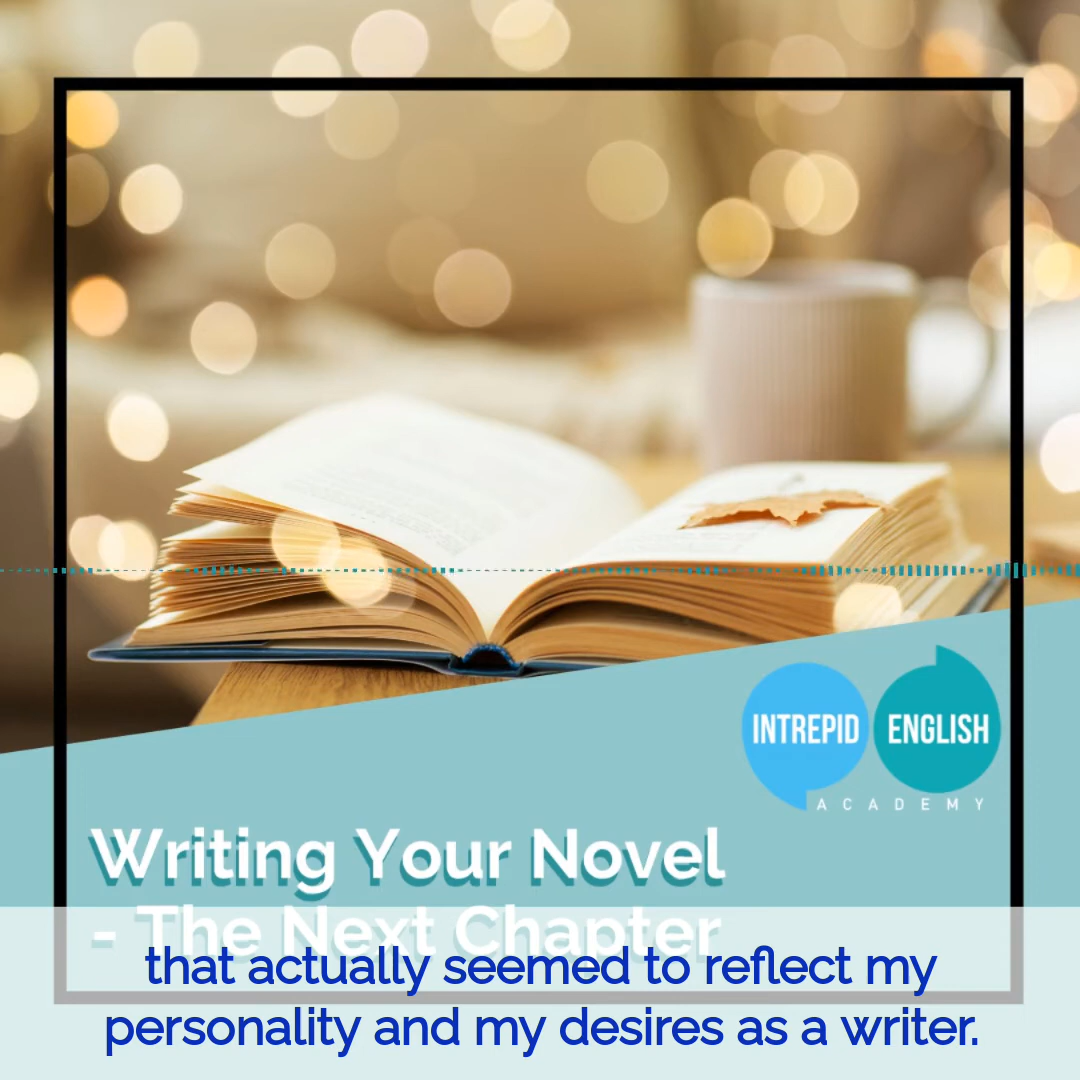 INTREPID ENGLISH
ACADEMY
Writing Your Novel
- The Next Chapter
that actually seemed to reflect my
personality and my desires as a writer.